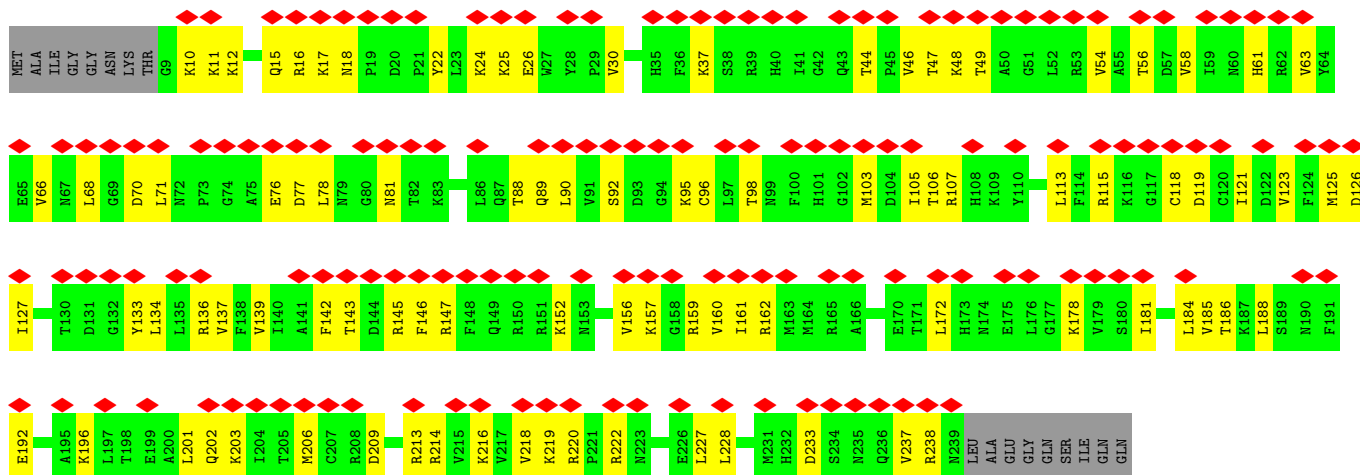 MET ALA ILE GLY GLY ASN LYS THR G9 K10 K11 K12 Q15 R16 K17 N18 P19 D20 P21 Y22 L23 K24 K25 E26 W27 Y28 P29 V30 H35 F36 K37 S38 R39 H40 I41 G42 Q43 T44 P45 V46 T47 K48 T49 A50 G51 L52 R53 V54 A55 T56 D57 V58 I59 N60 H61 R62 V63 Y64
E65 V66 N67 L68 G69 D70 L71 N72 P73 G74 A75 E76 D77 L78 N79 G80 N81 T82 K83 L86 Q87 T88 Q89 L90 V91 S92 D93 G94 K95 C96 L97 T98 N99 F100 H101 G102 M103 D104 I105 T106 R107 H108 K109 Y110 L113 F114 R115 K116 G117 C118 D119 C120 I121 D122 V123 F124 M125 D126
I127 T130 D131 G132 Y133 L134 L135 R136 V137 F138 V139 I140 A141 F142 T143 D144 R145 F146 R147 F148 Q149 R150 R151 K152 N153 V156 K157 G158 R159 V160 I161 R162 M163 M164 R165 A166 E170 T171 L172 H173 N174 E175 L176 G177 K178 V179 S180 I181 L184 V185 T186 K187 L188 S189 N190 F191
E192 A195 K196 L197 T198 E199 A200 L201 Q202 K203 I204 T205 M206 C207 R208 D209 R213 R214 V215 K216 V217 V218 K219 R220 P221 R222 N223 E226 L227 L228 M231 H232 D233 S234 N235 Q236 V237 R238 N239 LEU ALA GLU GLY GLN SER ILE GLN GLN